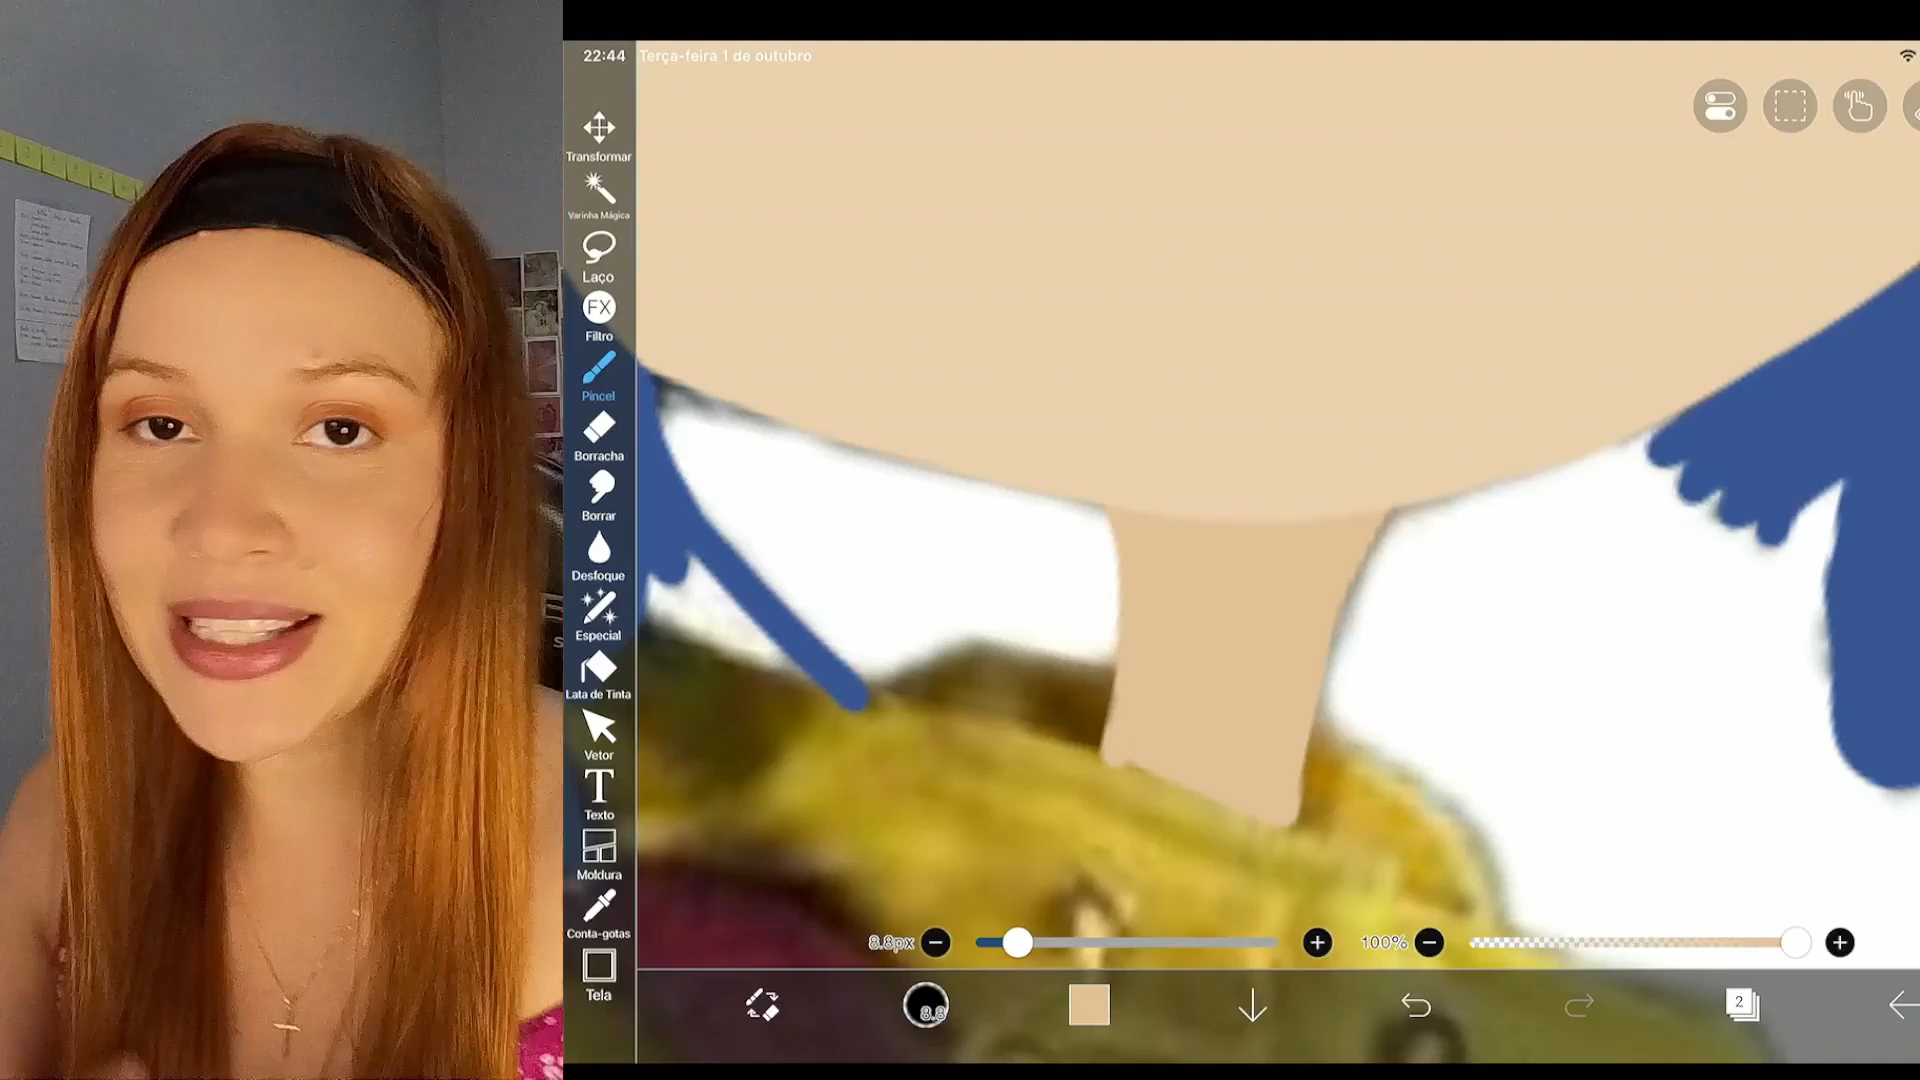 22:44 Terça-feira 1 de outubro
Transformar
Varinha Mágica
Laço
FX
Filtro
Pincel
Borracha
Borrar
Desfoque
Especial
Lata de Tinta
Vetor
T
Texto
Moldura
Conta-gotas
Tela
8.8px
100%
8.8
2